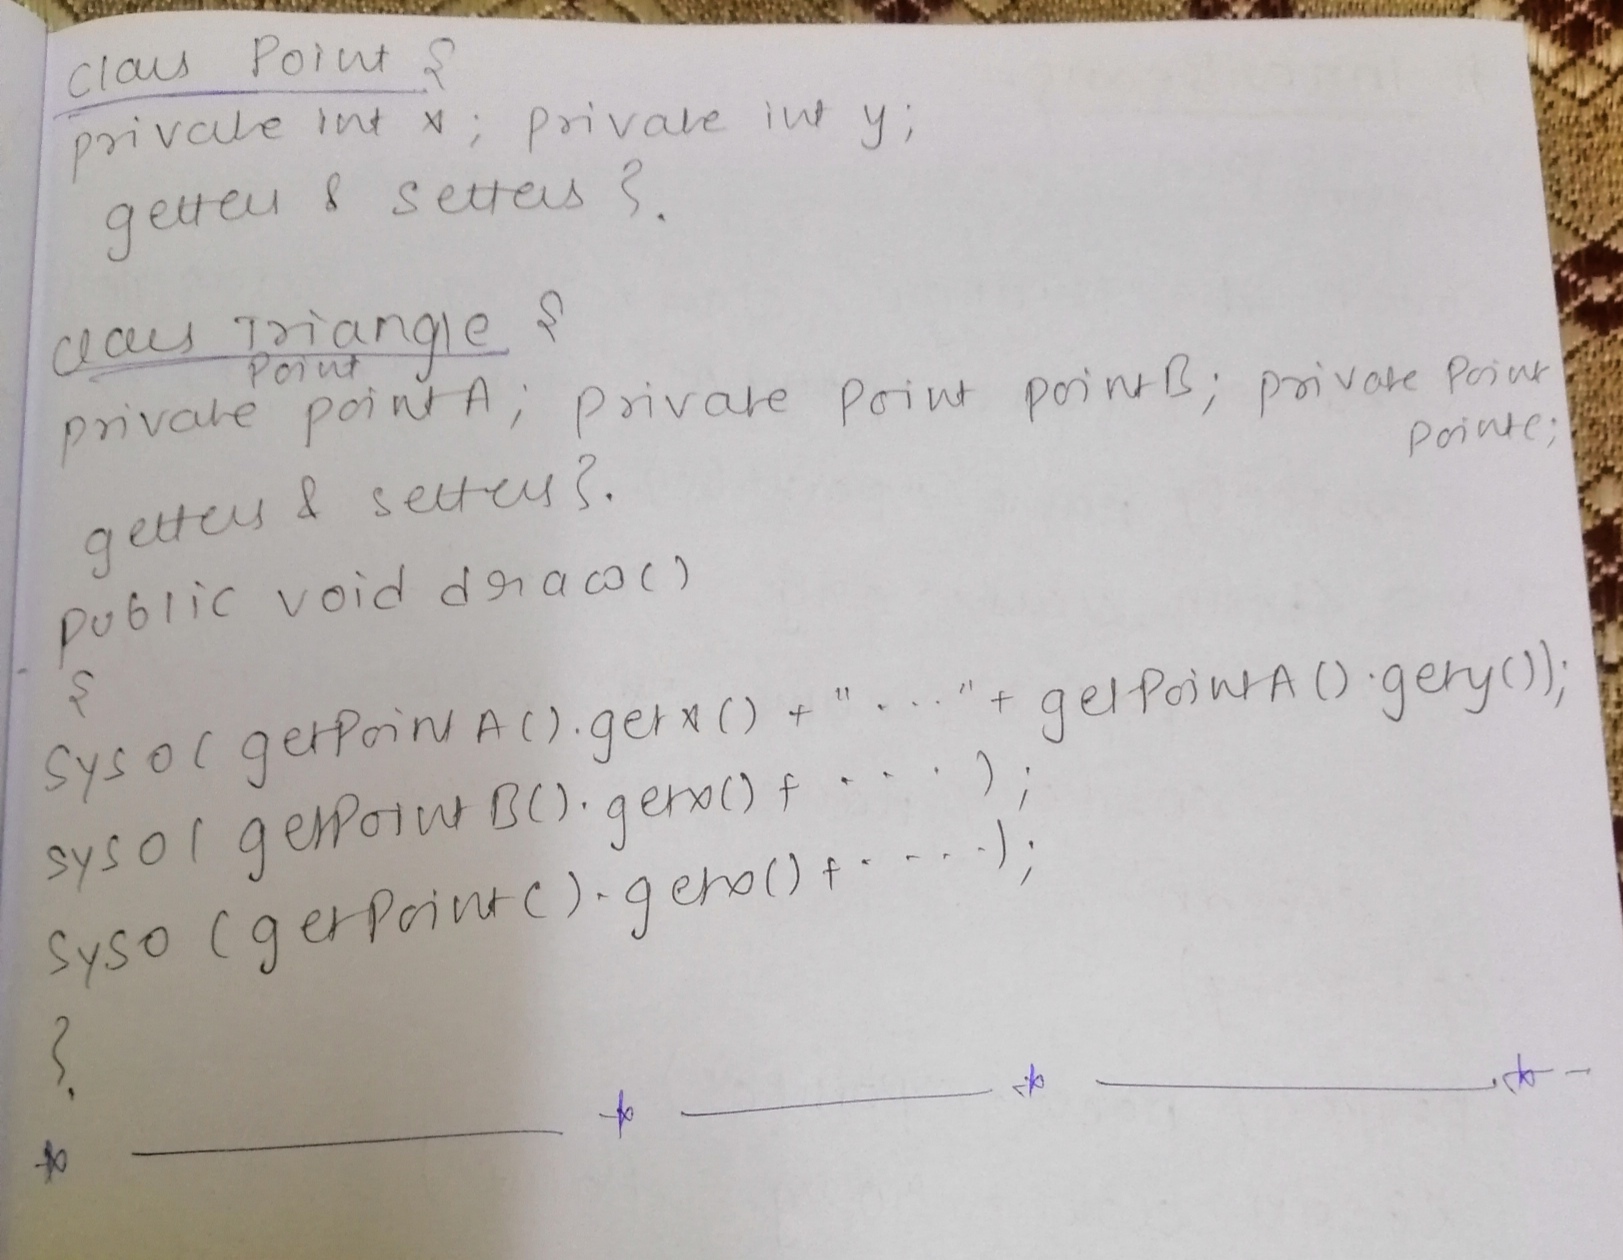 class Point {
private int x; private int y;
getters & setters }.
class Triangle {
Point
private pointA; private Point pointB; private Point
pointC;
getters & setters }.
public void draw()
{
syso( getPointA().getx() + "...." + getPointA().gety());
syso( getPointB().getx() + ....);
syso (getPointC).getx() + .....);
}.